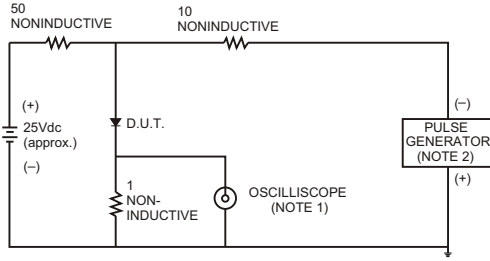 50
NONINDUCTIVE
10
NONINDUCTIVE
(+)
25Vdc
(approx.)
(–)
D.U.T.
1
NON-
INDUCTIVE
OSCILLISCOPE
(NOTE 1)
(–)
PULSE
GENERATOR
(NOTE 2)
(+)